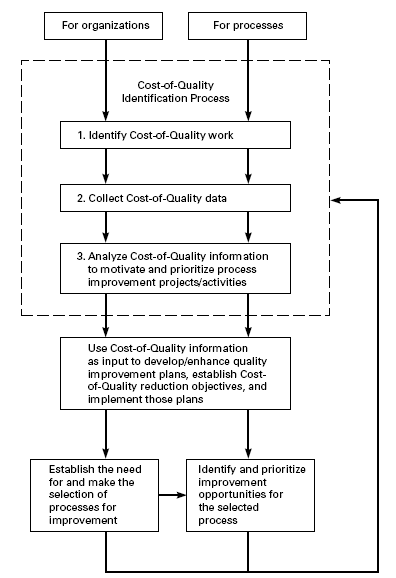 For organizations
For processes
Cost-of-Quality
Identification Process
1. Identify Cost-of-Quality work
2. Collect Cost-of-Quality data
3. Analyze Cost-of-Quality information
to motivate and prioritize process
improvement projects/activities
Use Cost-of-Quality information
as input to develop/enhance quality
improvement plans, establish Cost-
of-Quality reduction objectives, and
implement those plans
Establish the need
for and make the
selection of
processes for
improvement
Identify and prioritize
improvement
opportunities for
the selected
process